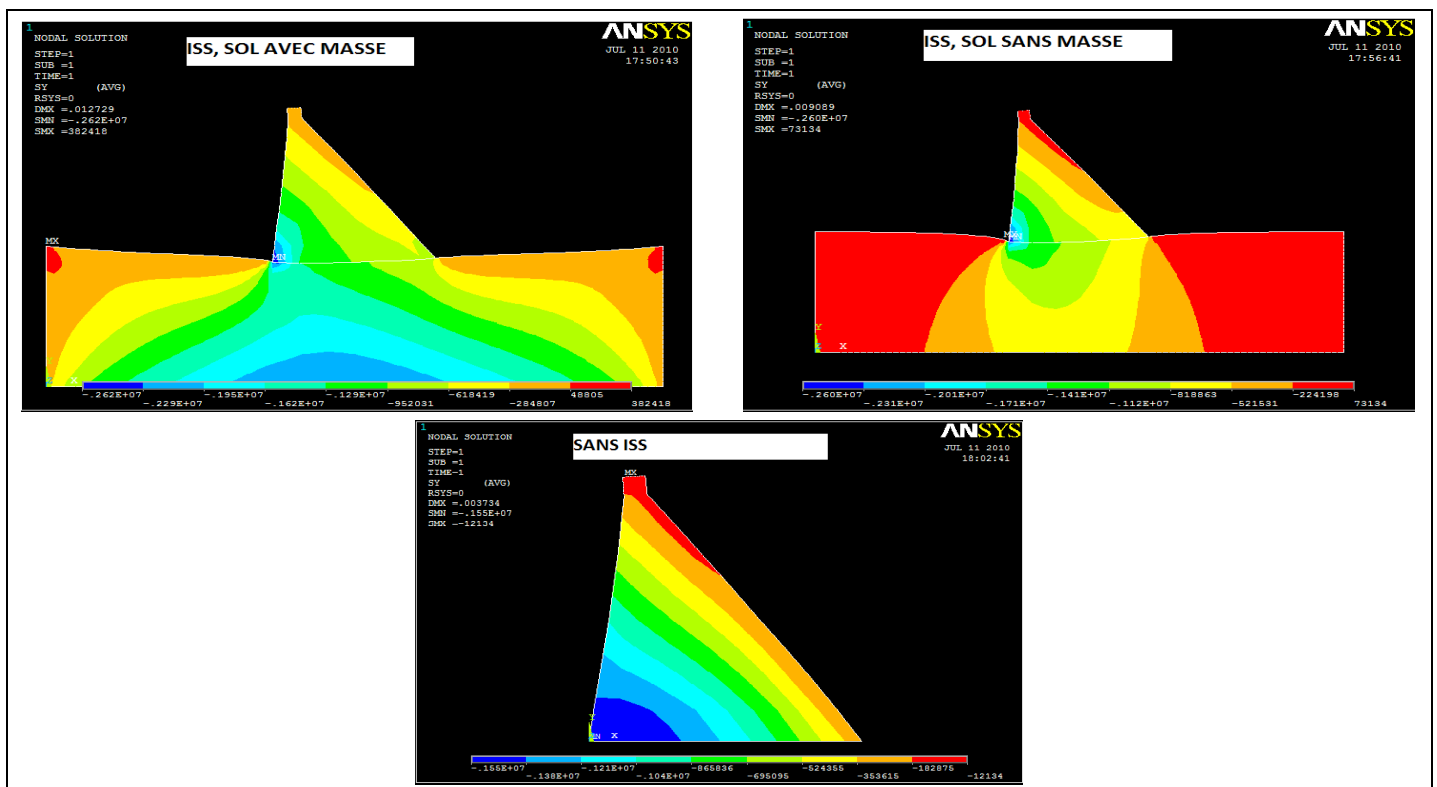 1
NODAL SOLUTION
STEP=1
SUB =1
TIME=1
SY (AVG)
RSYS=0
DMX =.012729
SMN =-.262E+07
SMX =382418
ISS, SOL AVEC MASSE
ANSYS
JUL 11 2010
17:50:43
MX
MN
Y
Z X
-.262E+07 -.195E+07 -.129E+07 -618419 48805
-.229E+07 -.162E+07 -952031 -284807 382418
1
NODAL SOLUTION
STEP=1
SUB =1
TIME=1
SY (AVG)
RSYS=0
DMX =.009089
SMN =-.260E+07
SMX =73134
ISS, SOL SANS MASSE
ANSYS
JUL 11 2010
17:56:41
MN
Y
X
-.260E+07 -.201E+07 -.141E+07 -818863 -224198
-.231E+07 -.171E+07 -.112E+07 -521531 73134
1
NODAL SOLUTION
STEP=1
SUB =1
TIME=1
SY (AVG)
RSYS=0
DMX =.003734
SMN =-.155E+07
SMX =-12134
SANS ISS
ANSYS
JUL 11 2010
18:02:41
MX
Y
X
-.155E+07 -.121E+07 -865836 -524355 -182875
-.138E+07 -.104E+07 -695095 -353615 -12134